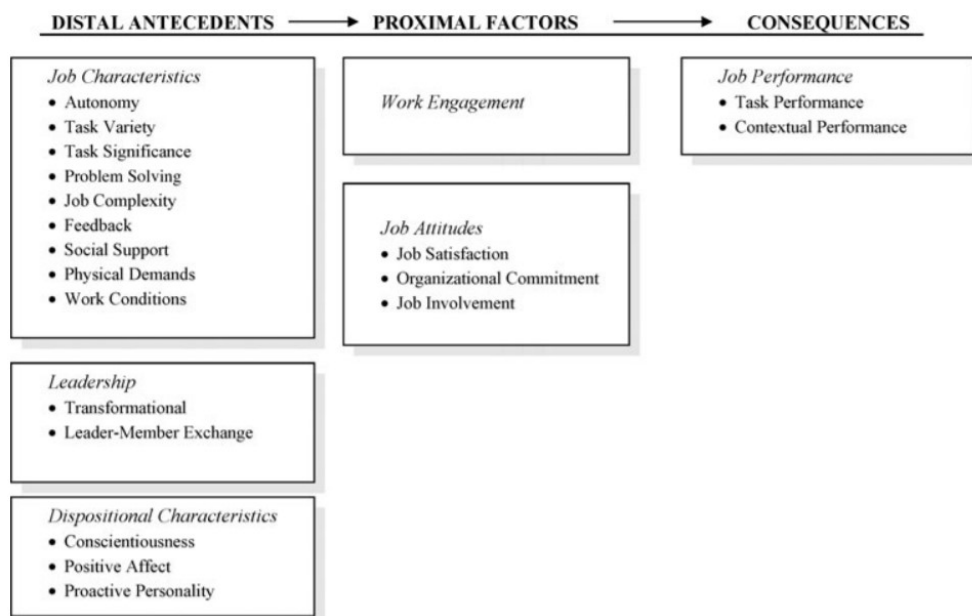 DISTAL ANTECEDENTS
PROXIMAL FACTORS
CONSEQUENCES
Job Characteristics
• Autonomy
• Task Variety
• Task Significance
• Problem Solving
• Job Complexity
• Feedback
• Social Support
• Physical Demands
• Work Conditions
Leadership
• Transformational
• Leader-Member Exchange
Dispositional Characteristics
• Conscientiousness
• Positive Affect
• Proactive Personality
Work Engagement
Job Attitudes
• Job Satisfaction
• Organizational Commitment
• Job Involvement
Job Performance
• Task Performance
• Contextual Performance